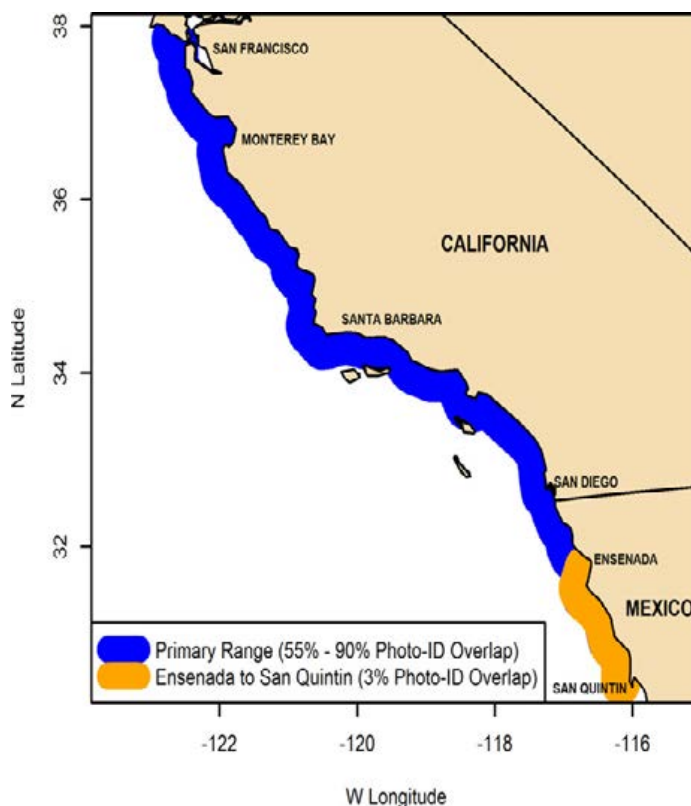 38
SAN FRANCISCO
MONTEREY BAY
36
CALIFORNIA
SANTA BARBARA
34
N Latitude
SAN DIEGO
32
ENSENADA
MEXICO
Primary Range (55% - 90% Photo-ID Overlap)
Ensenada to San Quintin (3% Photo-ID Overlap)
SAN QUINTIN
-122
-120
-118
-116
W Longitude